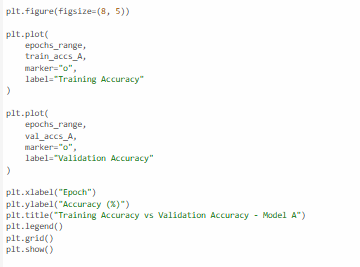 plt.figure(figsize=(8, 5))
plt.plot(
    epochs_range,
    train_accs_A,
    marker="o",
    label="Training Accuracy"
)
plt.plot(
    epochs_range,
    val_accs_A,
    marker="o",
    label="Validation Accuracy"
)
plt.xlabel("Epoch")
plt.ylabel("Accuracy (%)")
plt.title("Training Accuracy vs Validation Accuracy - Model A")
plt.legend()
plt.grid()
plt.show()